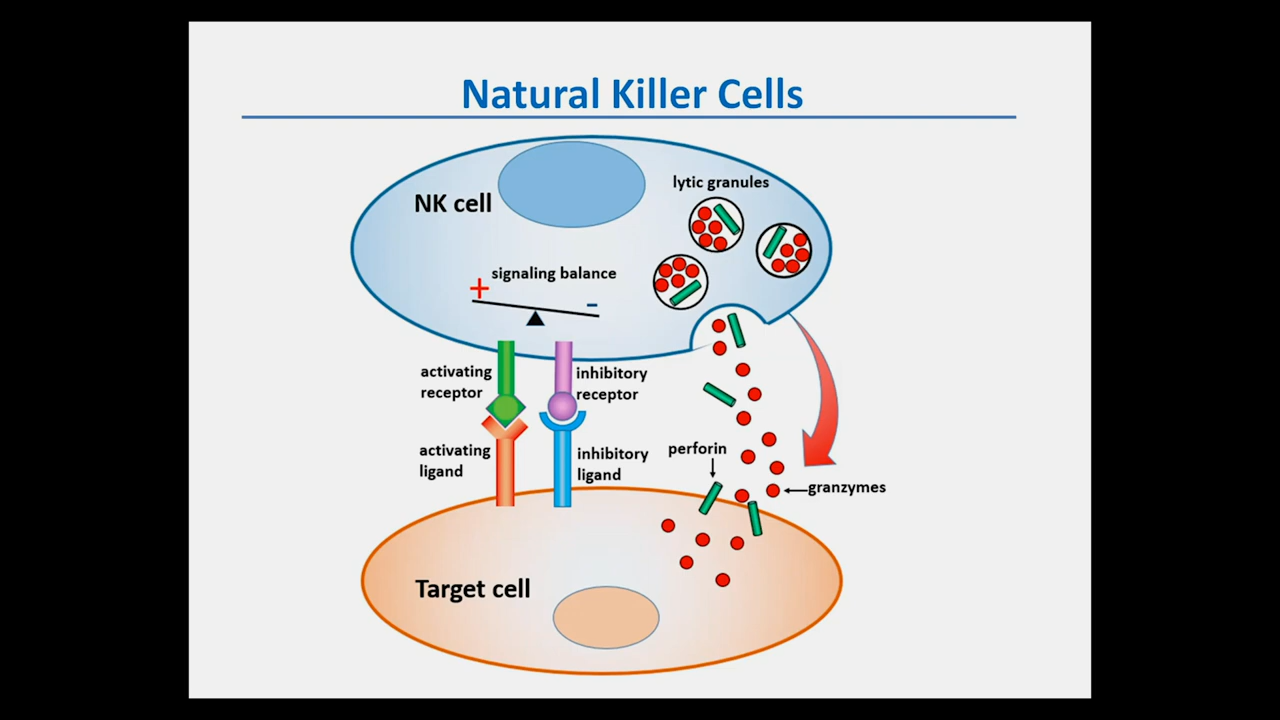 Natural Killer Cells
NK cell
lytic granules
signaling balance
+
-
activating
receptor
inhibitory
receptor
activating
ligand
inhibitory
ligand
perforin
granzymes
Target cell